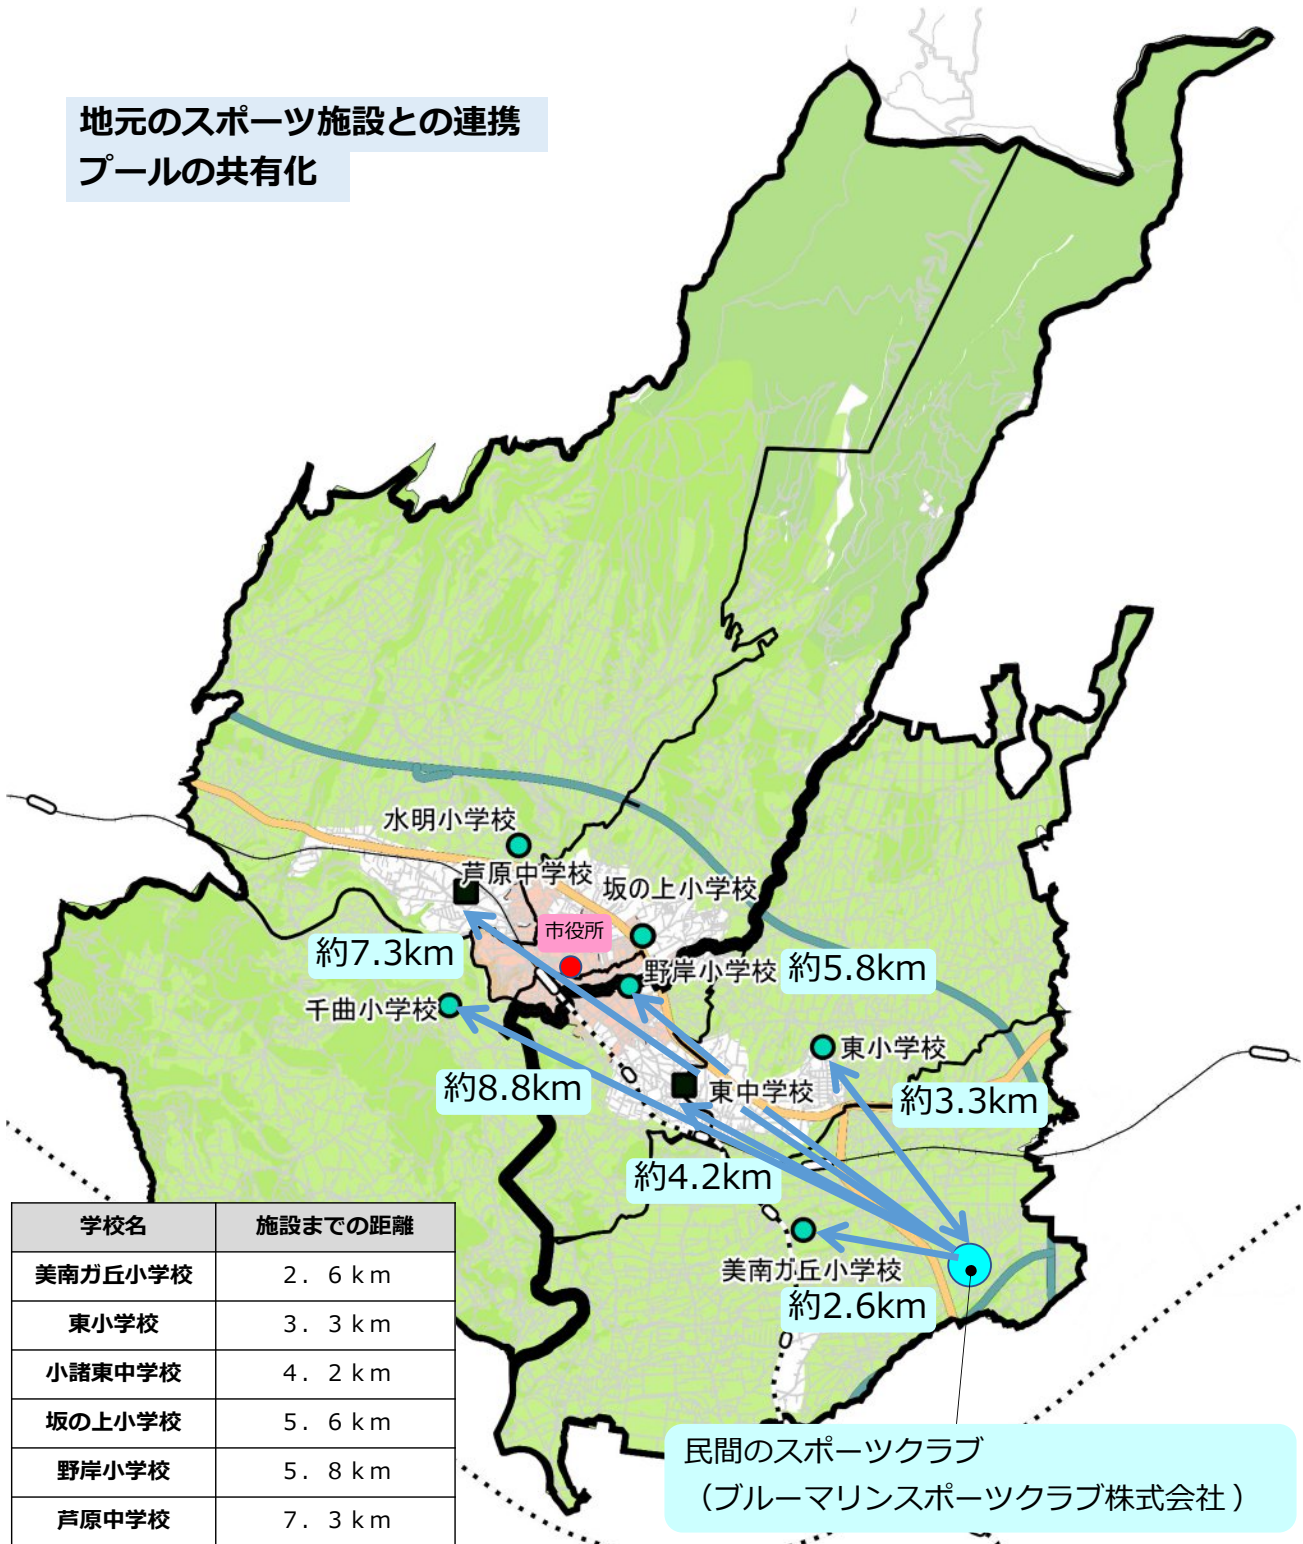 地元のスポーツ施設との連携
プールの共有化
水明小学校
芦原中学校
坂の上小学校
市役所
約7.3km
野岸小学校
約5.8km
千曲小学校
東小学校
約8.8km
東中学校
約3.3km
約4.2km
美南ガ丘小学校
約2.6km
学校名 施設までの距離
美南ガ丘小学校 ２．６ｋｍ
東小学校 ３．３ｋｍ
小諸東中学校 ４．２ｋｍ
坂の上小学校 ５．６ｋｍ
野岸小学校 ５．８ｋｍ
芦原中学校 ７．３ｋｍ
民間のスポーツクラブ
（ブルーマリンスポーツクラブ株式会社）